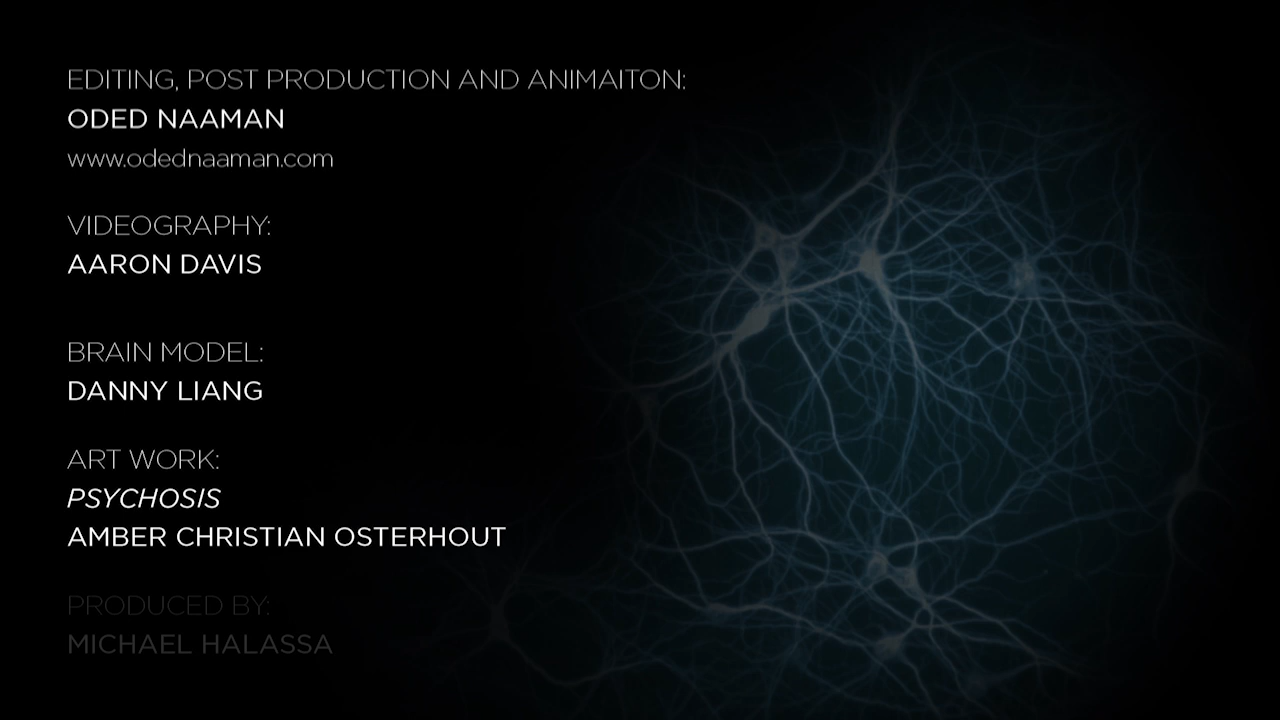 EDITING, POST PRODUCTION AND ANIMAITON:
ODED NAAMAN
www.odednaaman.com
VIDEOGRAPHY:
AARON DAVIS
BRAIN MODEL:
DANNY LIANG
ART WORK:
PSYCHOSIS
AMBER CHRISTIAN OSTERHOUT
PRODUCED BY:
MICHAEL HALASSA